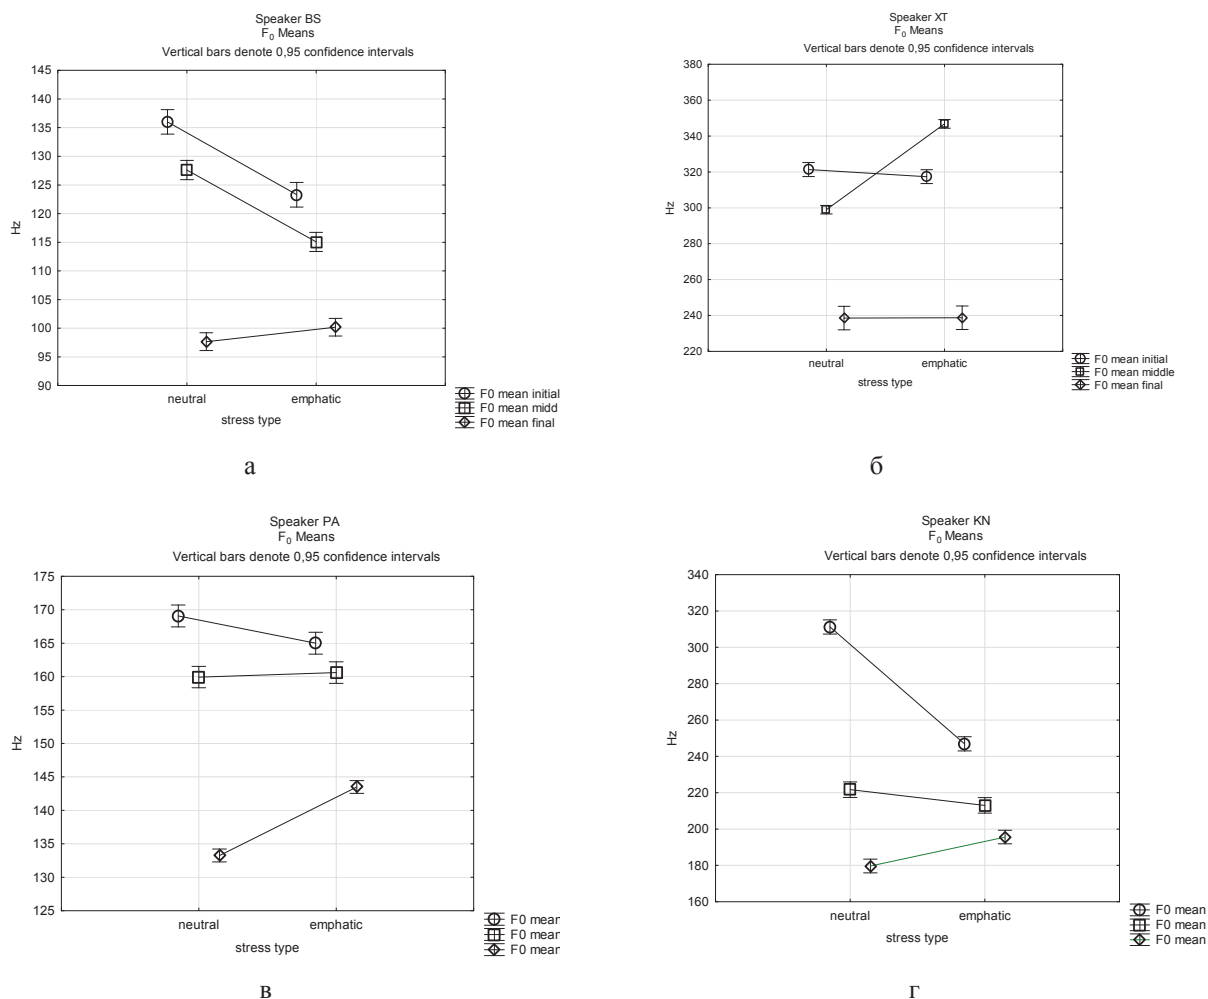 Speaker BS
F0 Means
Vertical bars denote 0,95 confidence intervals
145
140
135
130
125
120
115
110
105
100
95
90
Hz
neutral
emphatic
stress type
F0 mean initial
F0 mean midd
F0 mean final
а
Speaker XT
F0 Means
Vertical bars denote 0,95 confidence intervals
380
360
340
320
300
280
260
240
220
Hz
neutral
emphatic
stress type
F0 mean initial
F0 mean middle
F0 mean final
б
Speaker PA
F0 Means
Vertical bars denote 0,95 confidence intervals
175
170
165
160
155
150
145
140
135
130
125
Hz
neutral
emphatic
stress type
F0 mean
F0 mean
F0 mean
в
Speaker KN
F0 Means
Vertical bars denote 0,95 confidence intervals
340
320
300
280
260
240
220
200
180
160
Hz
neutral
emphatic
stress type
F0 mean
F0 mean
F0 mean
г